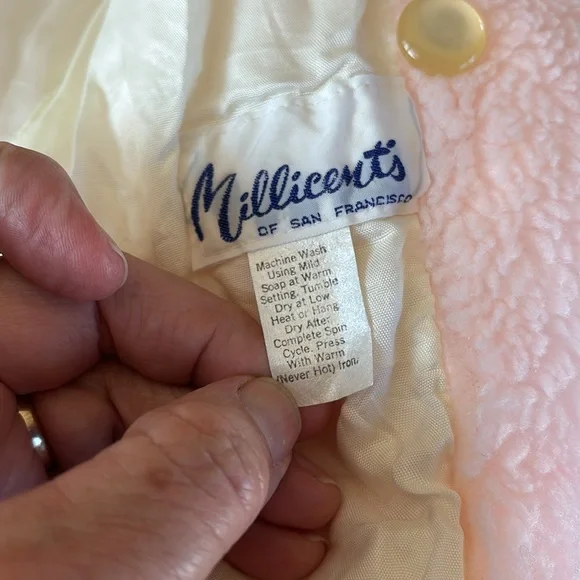 Millicent's
OF SAN FRANCISCO
Machine Wash
Using Mild
Soap at Warm
Setting, Tumble
Dry at Low
Heat or Hang
Dry After
Complete Spin
Cycle. Press
With Warm
(Never Hot) Iron.